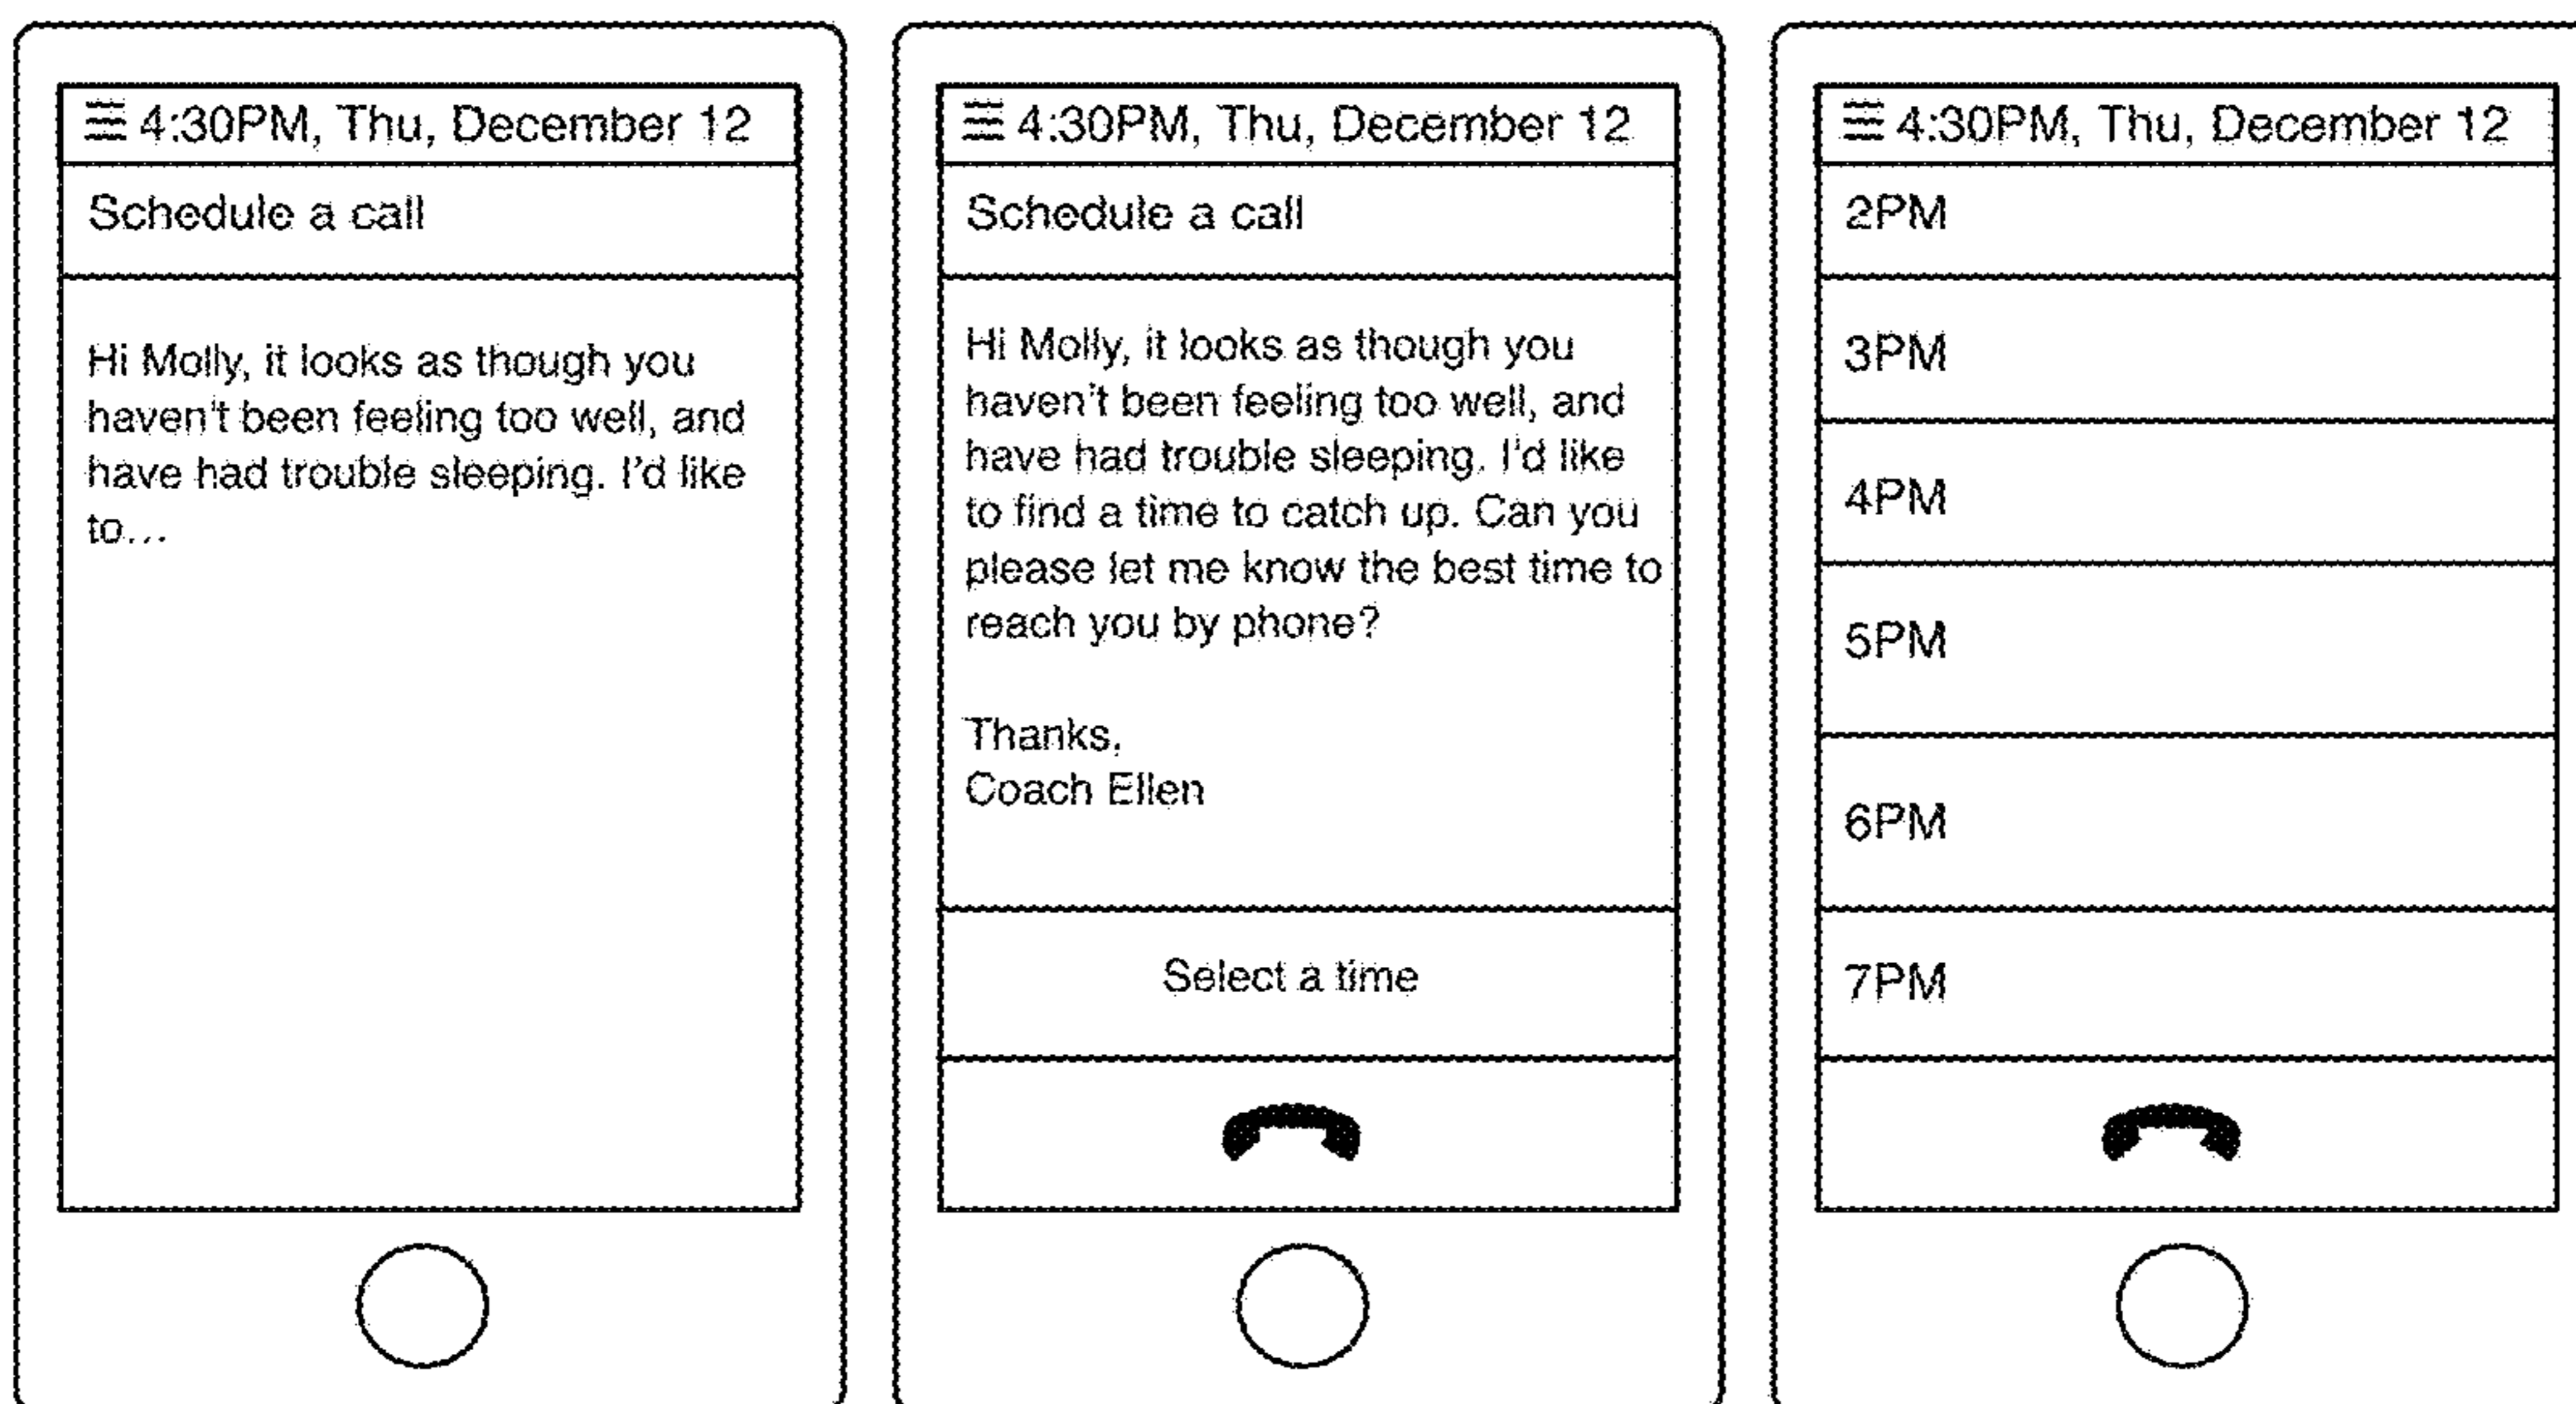 4:30PM, Thu, December 12
Schedule a call
Hi Molly, it looks as though you
haven't been feeling too well, and
have had trouble sleeping. I'd like
to...
4:30PM, Thu, December 12
Schedule a call
Hi Molly, it looks as though you
haven't been feeling too well, and
have had trouble sleeping. I'd like
to find a time to catch up. Can you
please let me know the best time to
reach you by phone?
Thanks,
Coach Ellen
Select a time
4:30PM, Thu, December 12
2PM
3PM
4PM
5PM
6PM
7PM